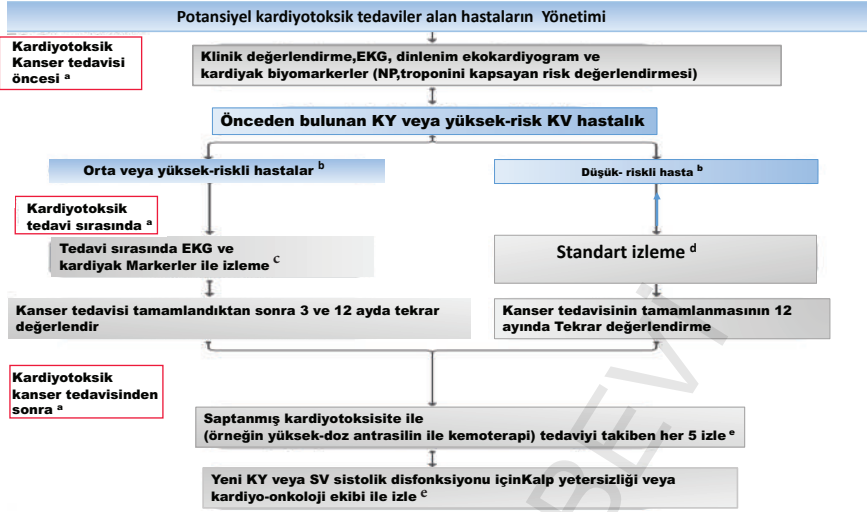 Potansiyel kardiyotoksik tedaviler alan hastaların Yönetimi
Kardiyotoksik
Kanser tedavisi
öncesi ᵃ
Klinik değerlendirme,EKG, dinlenim ekokardiyogram ve
kardiyak biyomarkerler (NP,troponini kapsayan risk değerlendirmesi)
Önceden bulunan KY veya yüksek-risk KV hastalık
Orta veya yüksek-riskli hastalar ᵇ
Düşük- riskli hasta ᵇ
Kardiyotoksik
tedavi sırasında ᵃ
Tedavi sırasında EKG ve
kardiyak Markerler ile izleme ᶜ
Standart izleme ᵈ
Kanser tedavisi tamamlandıktan sonra 3 ve 12 ayda tekrar
değerlendir
Kanser tedavisinin tamamlanmasının 12
ayında Tekrar değerlendirme
Kardiyotoksik
kanser tedavisinden
sonra ᵃ
Saptanmış kardiyotoksisite ile
(örneğin yüksek-doz antrasilin ile kemoterapi) tedaviyi takiben her 5 izle ᵉ
Yeni KY veya SV sistolik disfonksiyonu içinKalp yetersizliği veya
kardiyo-onkoloji ekibi ile izle ᵉ
BEVİ